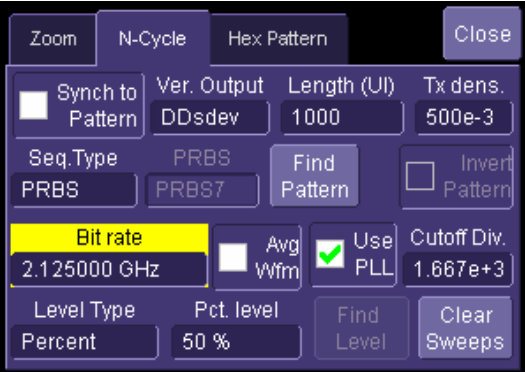 Zoom
N-Cycle
Hex Pattern
Close
Synch to
Pattern
Ver. Output
DDsdev
Length (UI)
1000
Tx dens.
500e-3
Seq.Type
PRBS
PRBS
PRBS7
Find
Pattern
Invert
Pattern
Bit rate
2.125000 GHz
Avg
Wfm
Use
PLL
Cutoff Div.
1.667e+3
Level Type
Percent
Pct. level
50 %
Find
Level
Clear
Sweeps